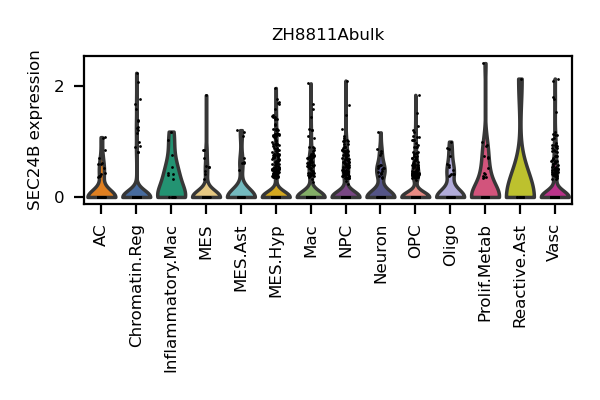 ZH8811Abulk
SEC24B expression
2
0
AC
Chromatin.Reg
Inflammatory.Mac
MES
MES.Ast
MES.Hyp
Mac
NPC
Neuron
OPC
Oligo
Prolif.Metab
Reactive.Ast
Vasc